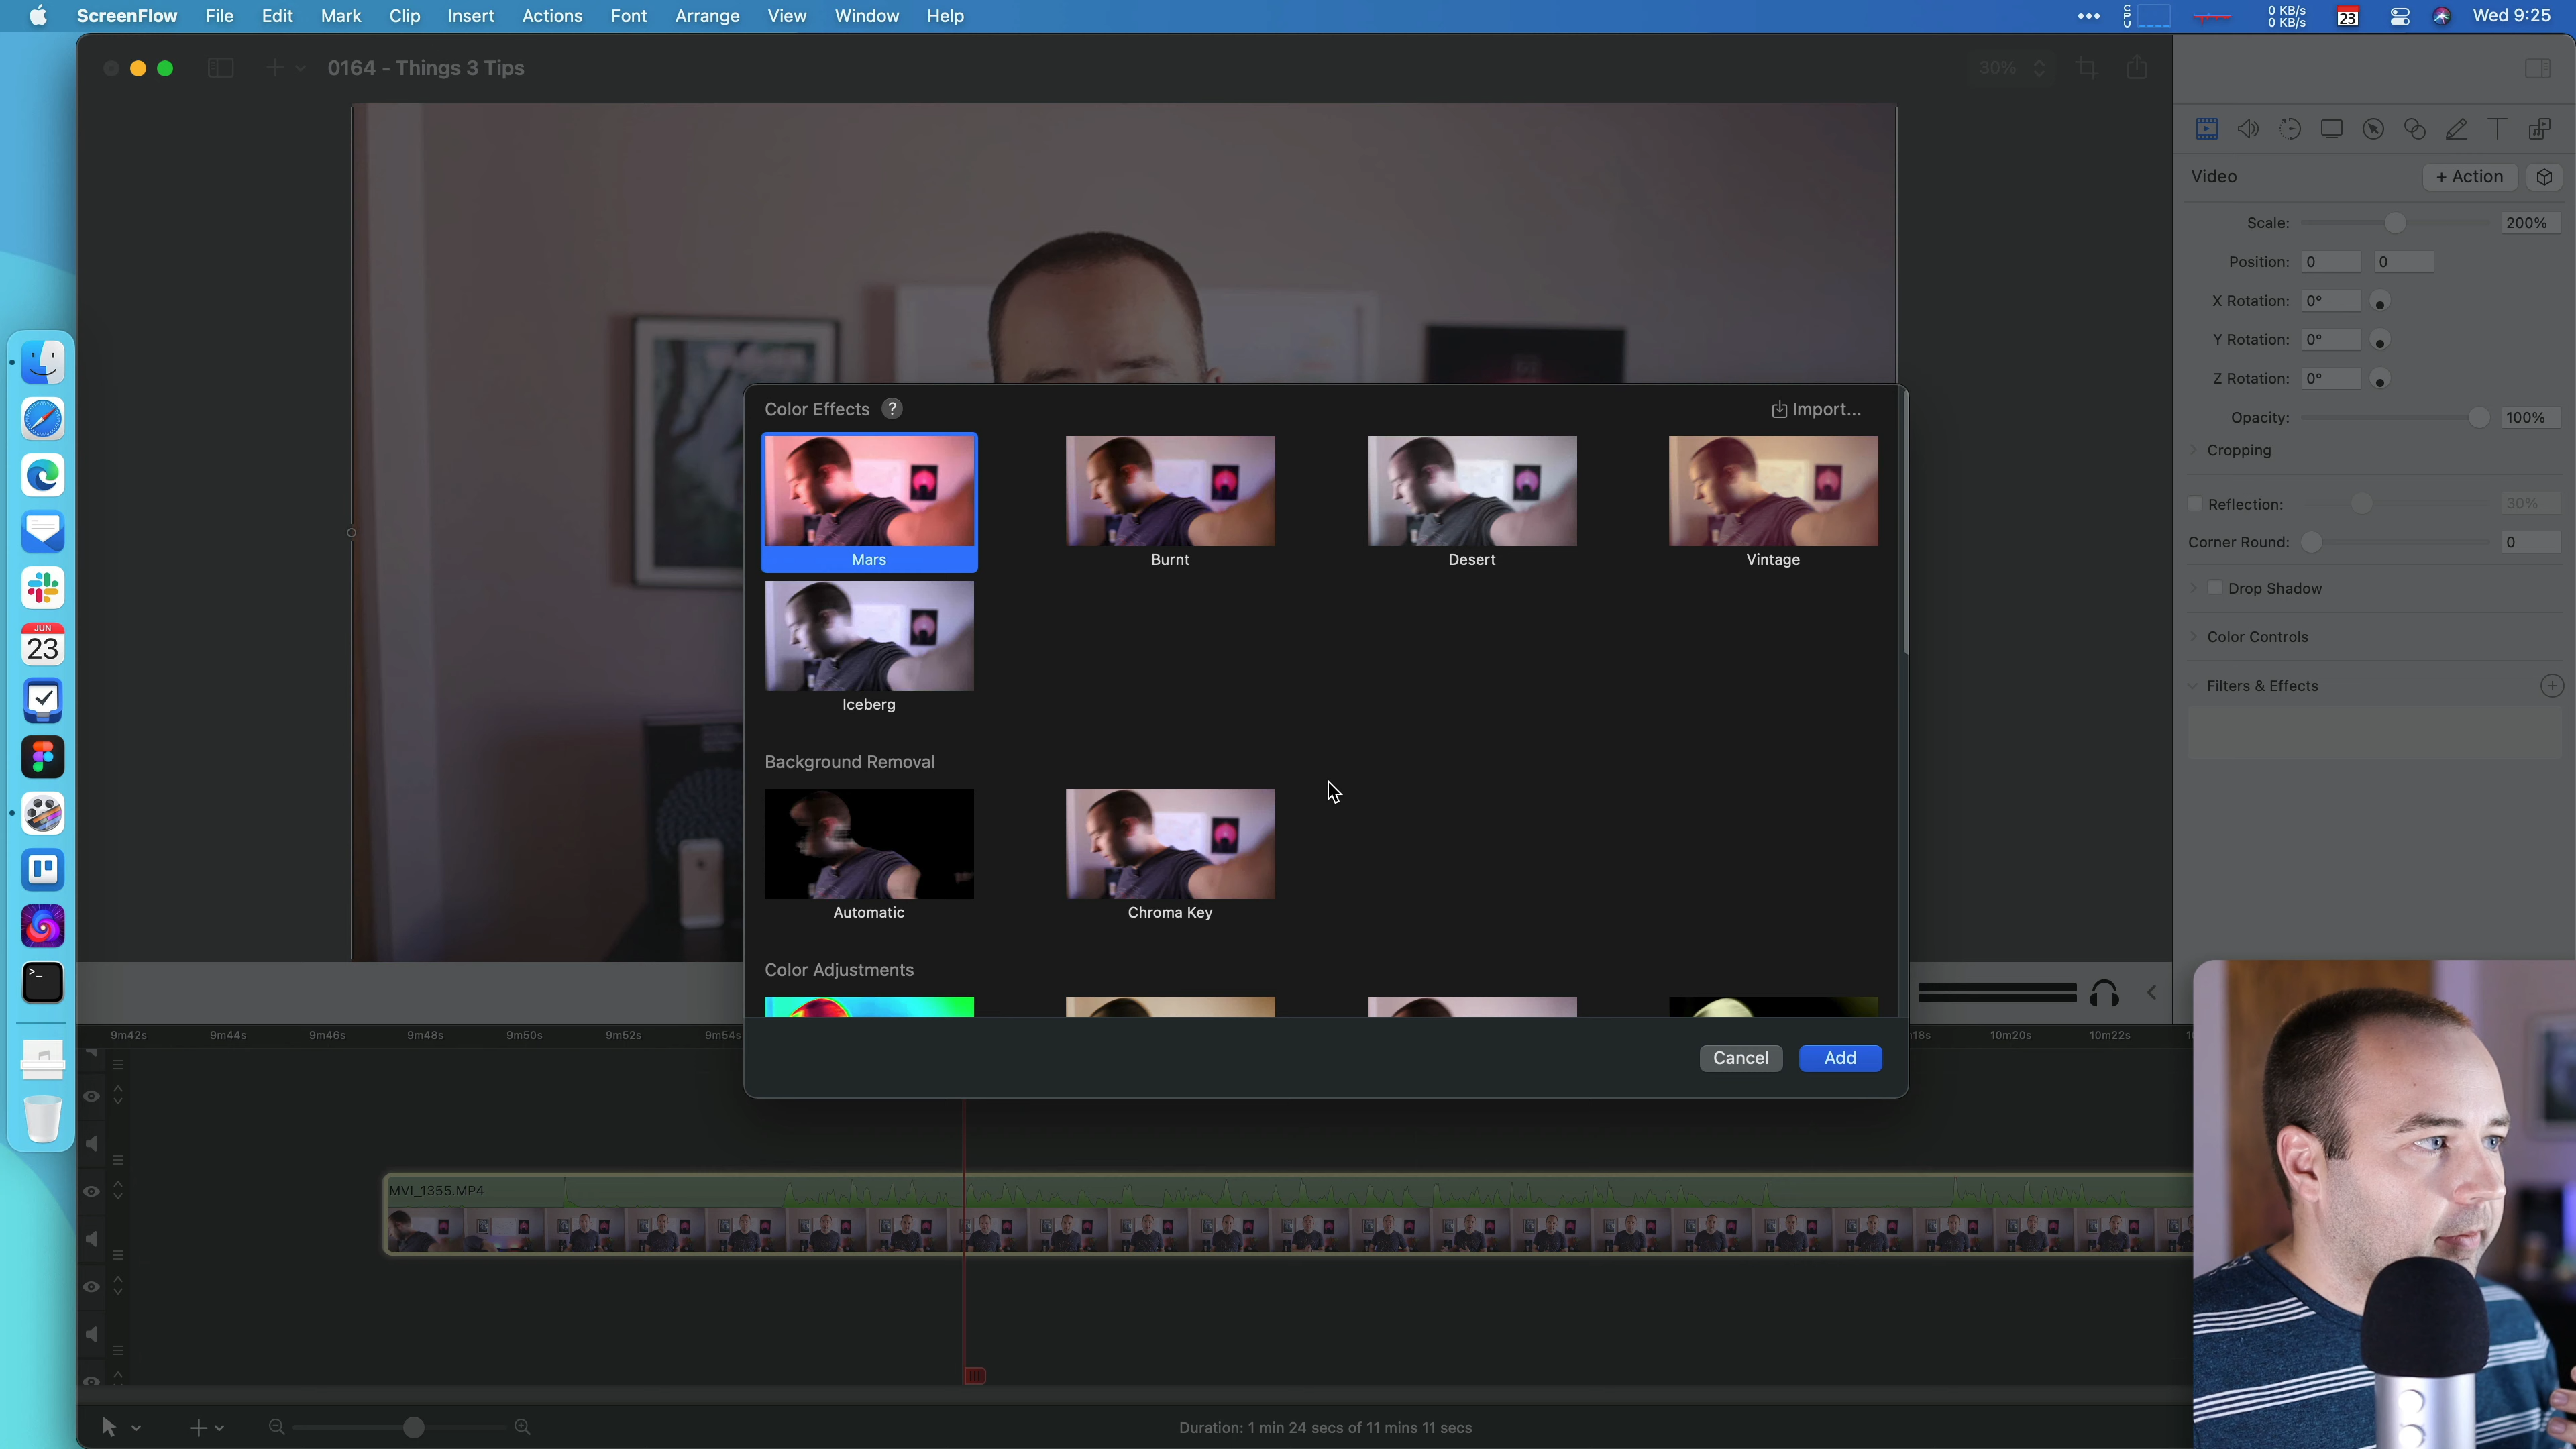 ScreenFlow File Edit Mark Clip Insert Actions Font Arrange View Window Help
CPU
0 KB/s
0 KB/s
23
Wed 9:25
0164 - Things 3 Tips
30%
Video
+ Action
Scale: 200%
Position: 0 0
X Rotation: 0°
Y Rotation: 0°
Z Rotation: 0°
Opacity: 100%
Cropping
Reflection: 30%
Corner Round: 0
Drop Shadow
Color Controls
Filters & Effects
JUN
23
Color Effects ?
Import...
Mars Burnt Desert Vintage
Iceberg
Background Removal
Automatic Chroma Key
Color Adjustments
Cancel Add
9m42s 9m44s 9m46s 9m48s 9m50s 9m52s 9m54s 10m20s 10m22s
MVI_1355.MP4
Duration: 1 min 24 secs of 11 mins 11 secs